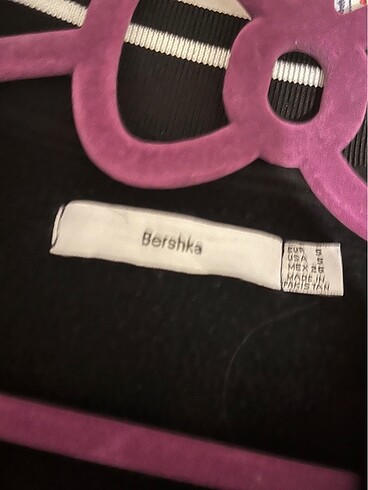 Bershka
EUR S
USA S
MEX 26
MADE IN
PAKISTAN